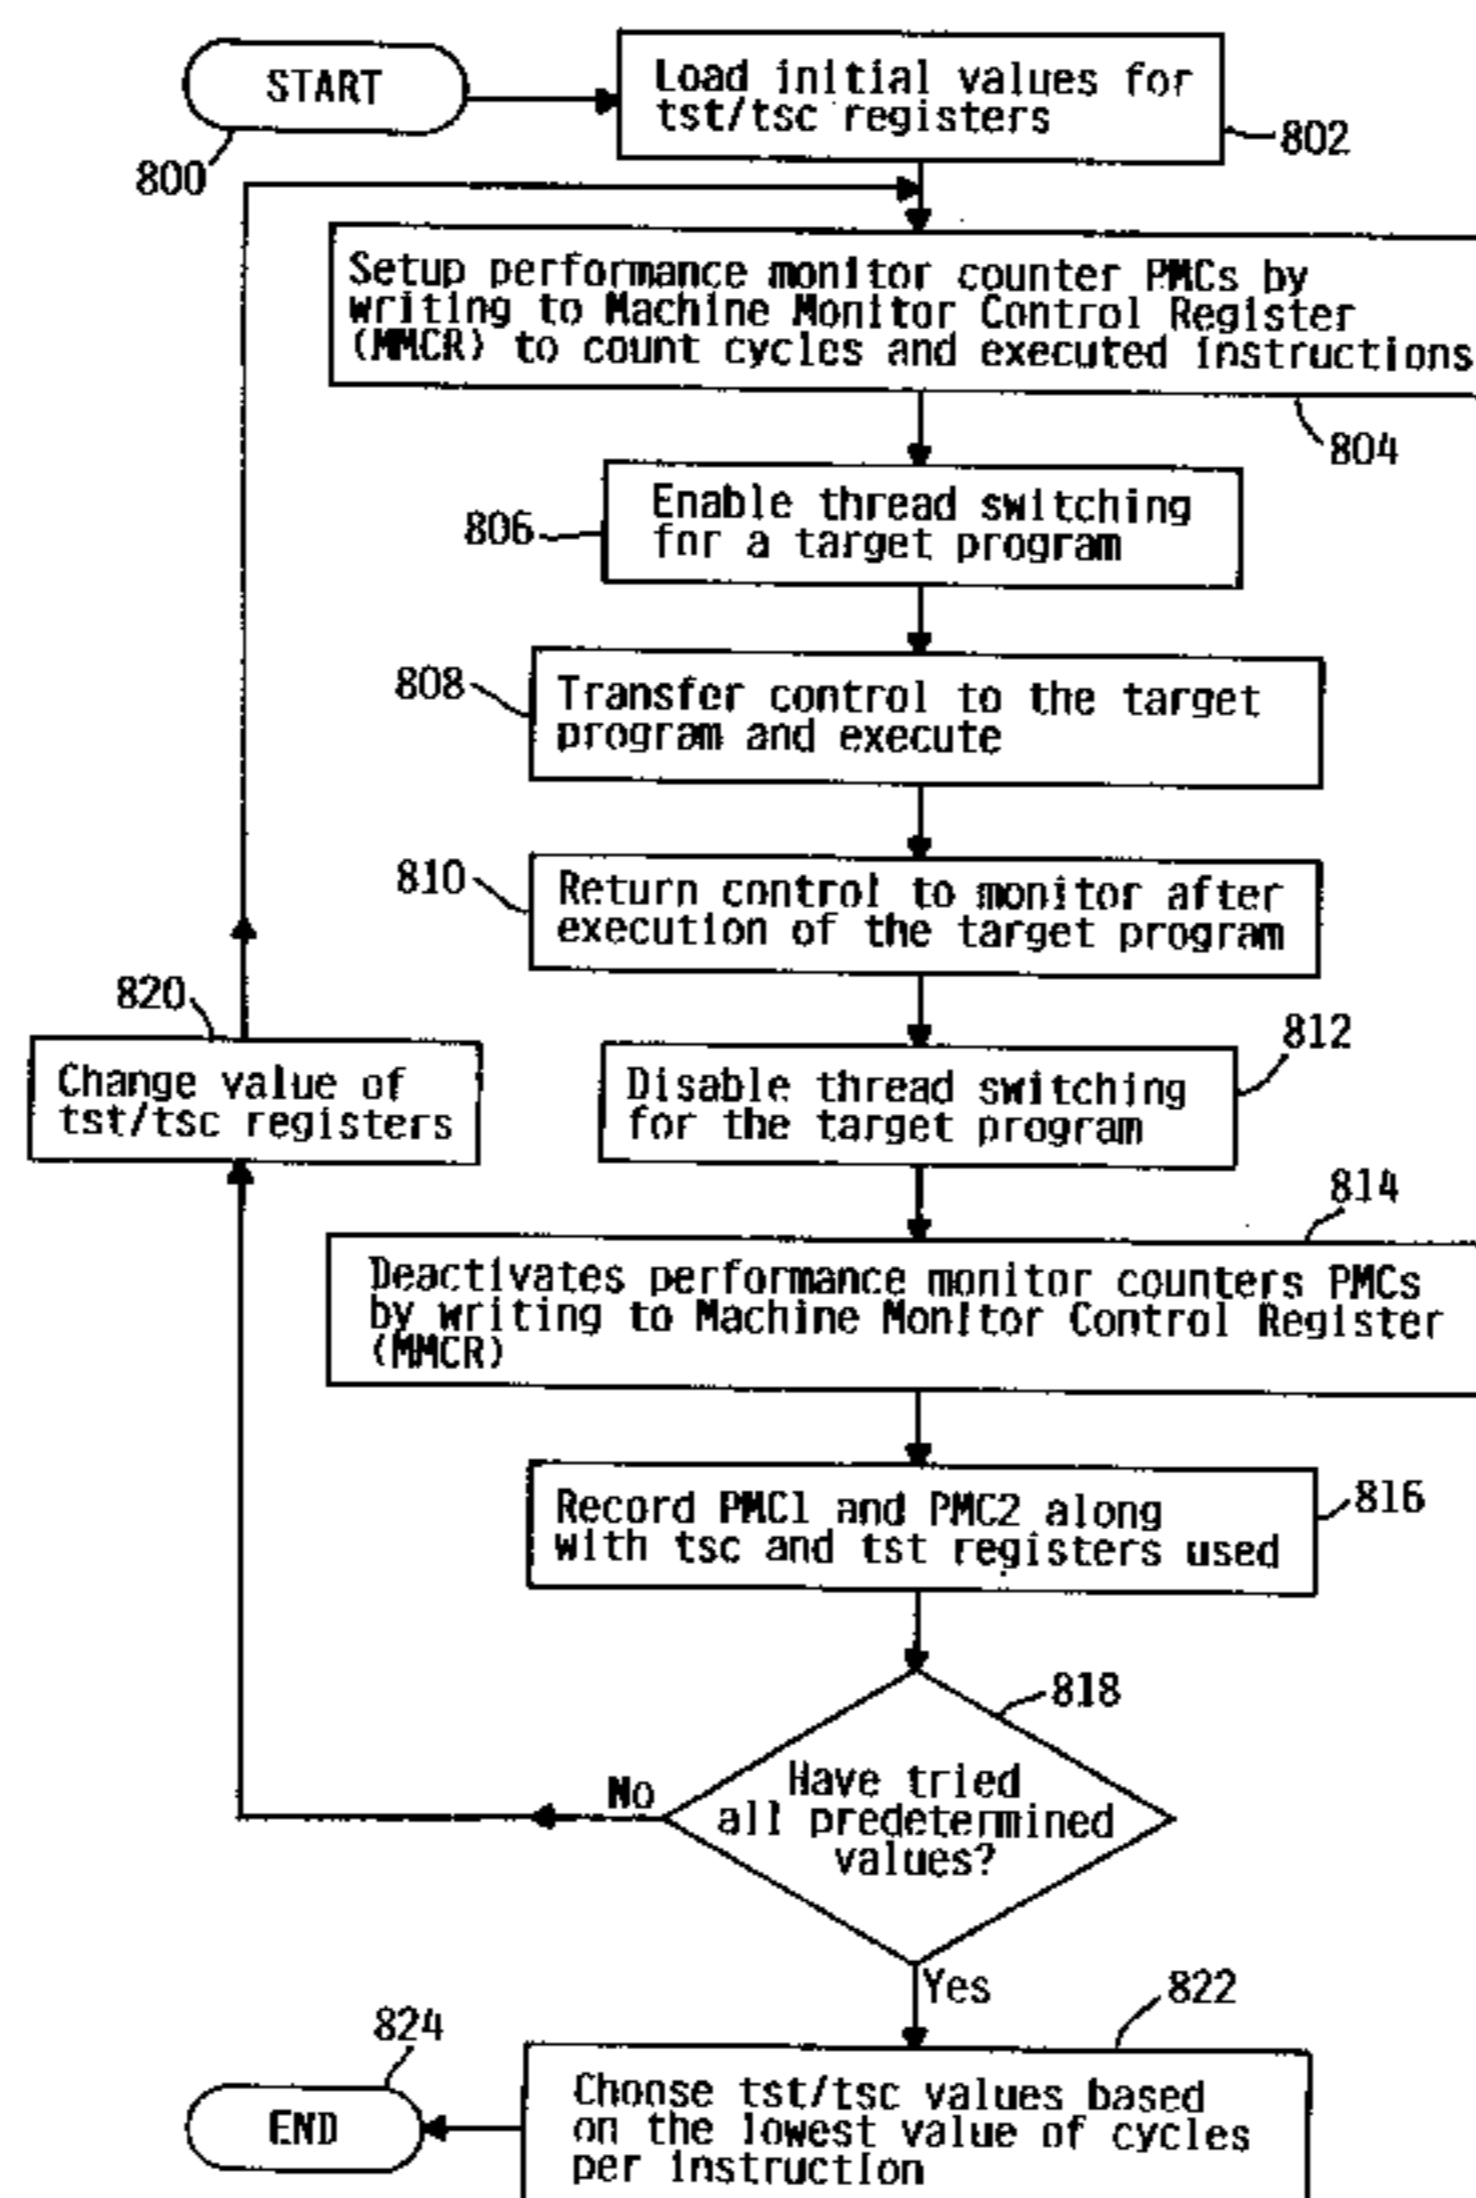 START
800
Load initial values for
tst/tsc registers
802
Setup performance monitor counter PMCs by
writing to Machine Monitor Control Register
(MMCR) to count cycles and executed instructions
804
806
Enable thread switching
for a target program
808
Transfer control to the target
program and execute
810
Return control to monitor after
execution of the target program
820
Change value of
tst/tsc registers
812
Disable thread switching
for the target program
814
Deactivates performance monitor counters PMCs
by writing to Machine Monitor Control Register
(MMCR)
816
Record PMC1 and PMC2 along
with tsc and tst registers used
818
Have tried
all predetermined
values?
No
Yes
822
824
END
Choose tst/tsc values based
on the lowest value of cycles
per instruction